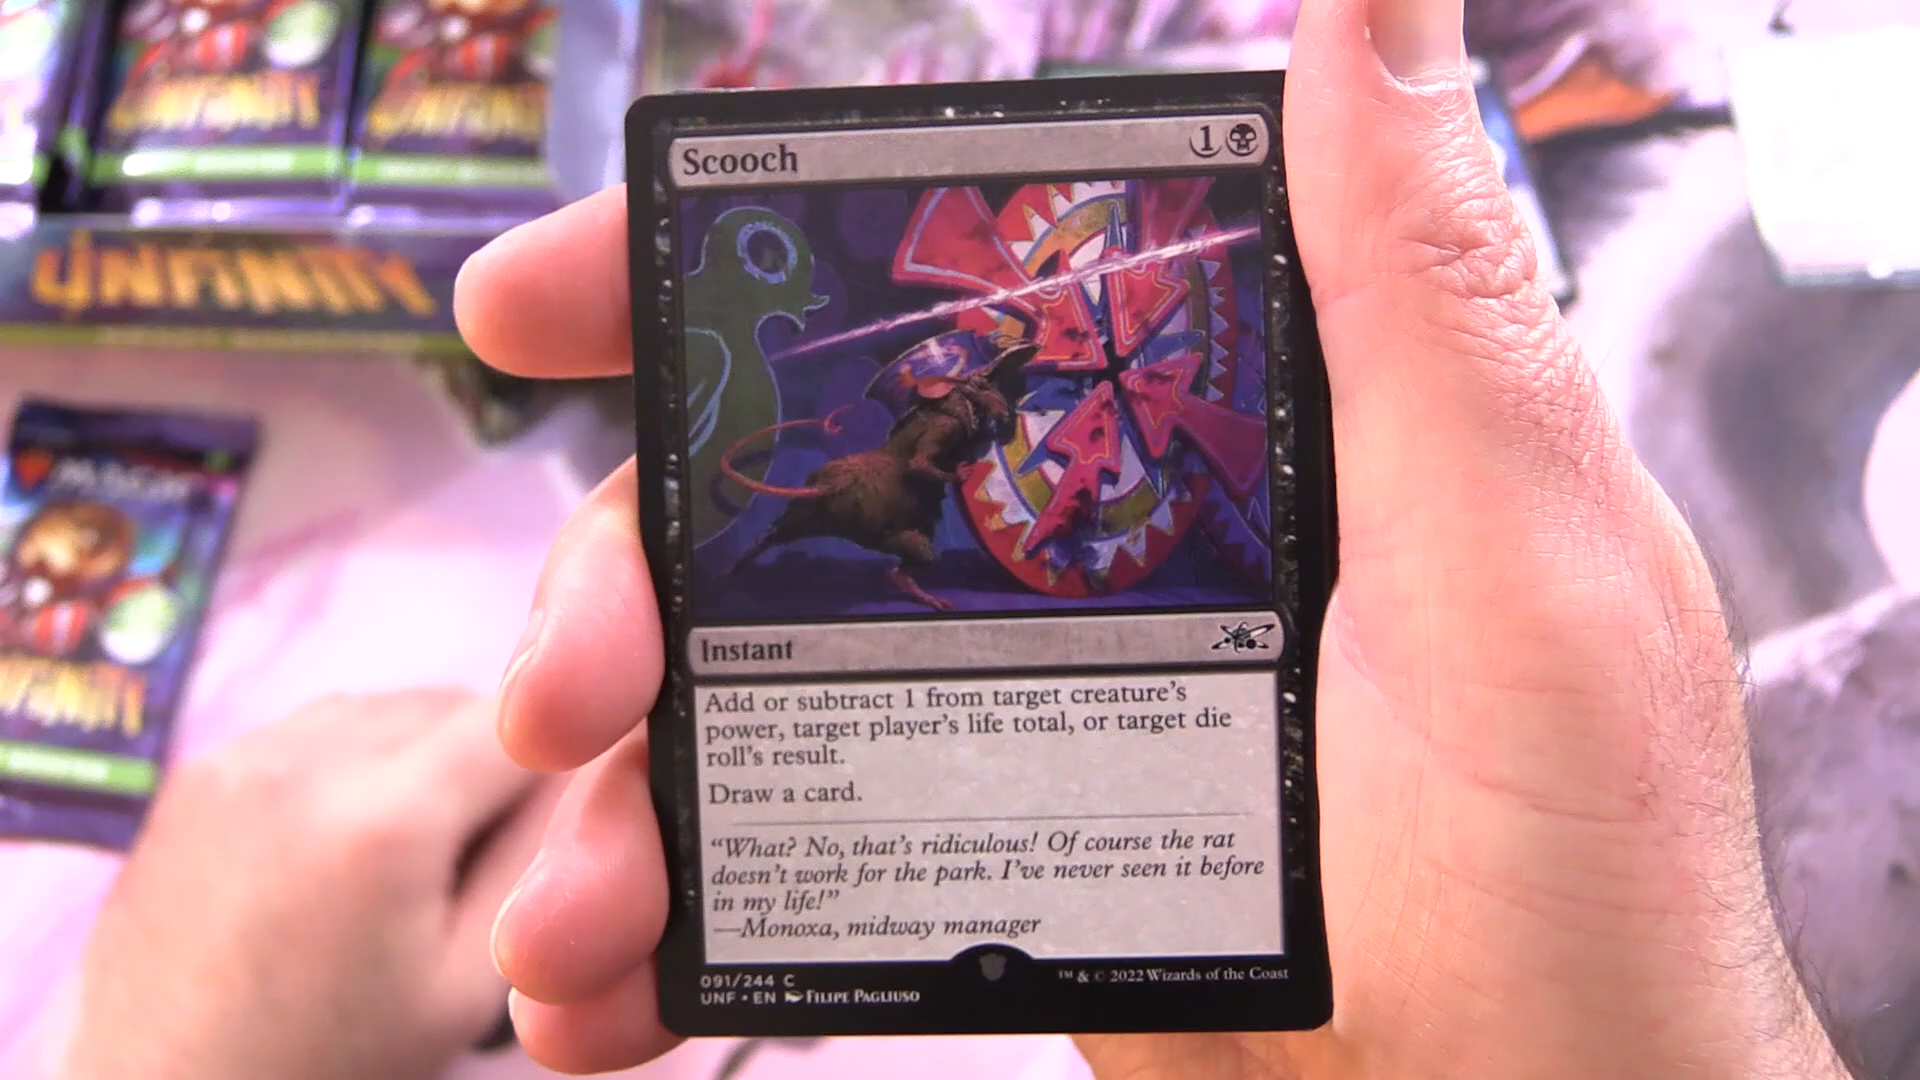 UNFINITY
UNFINITY
UNFINITY
Scooch
1
Instant
Add or subtract 1 from target creature's
power, target player's life total, or target die
roll's result.
Draw a card.
“What? No, that's ridiculous! Of course the rat
doesn't work for the park. I've never seen it before
in my life!”
—Monoxa, midway manager
091/244 C
UNF • EN FILIPE PAGLIUSO
™ & © 2022 Wizards of the Coast